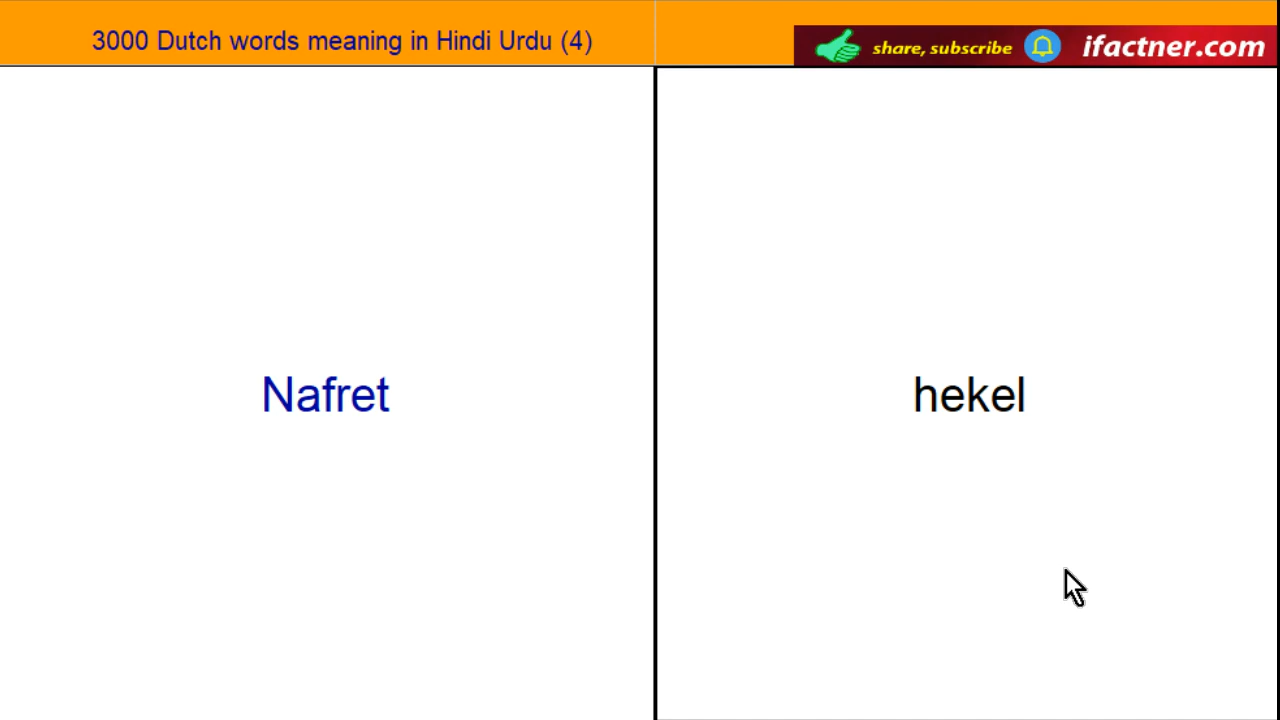 3000 Dutch words meaning in Hindi Urdu (4)
share, subscribe
ifactner.com
Nafret
hekel